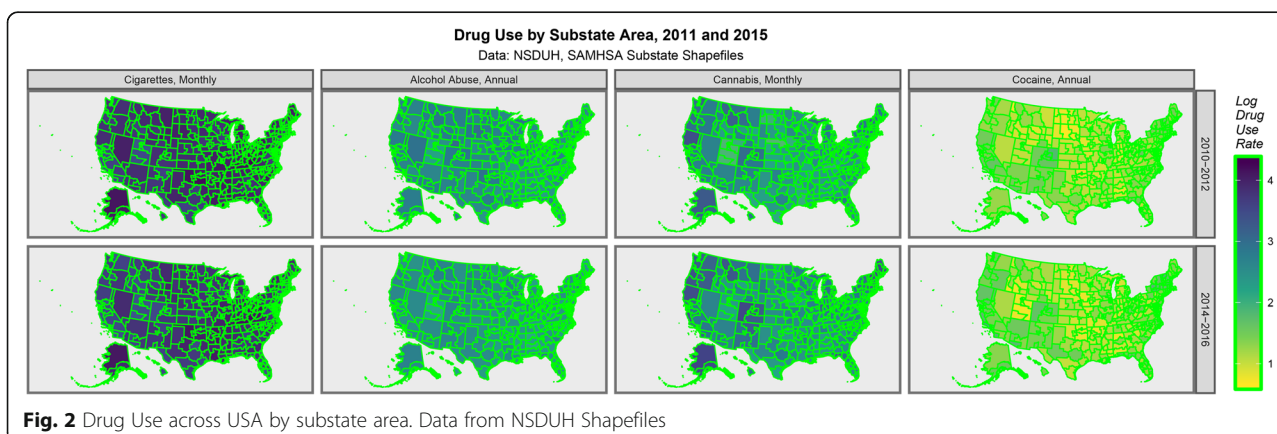 Drug Use by Substate Area, 2011 and 2015
Data: NSDUH, SAMHSA Substate Shapefiles
Cigarettes, Monthly
Alcohol Abuse, Annual
Cannabis, Monthly
Cocaine, Annual
2010−2012
2014−2016
Log
Drug
Use
Rate
4
3
2
1
Fig. 2 Drug Use across USA by substate area. Data from NSDUH Shapefiles